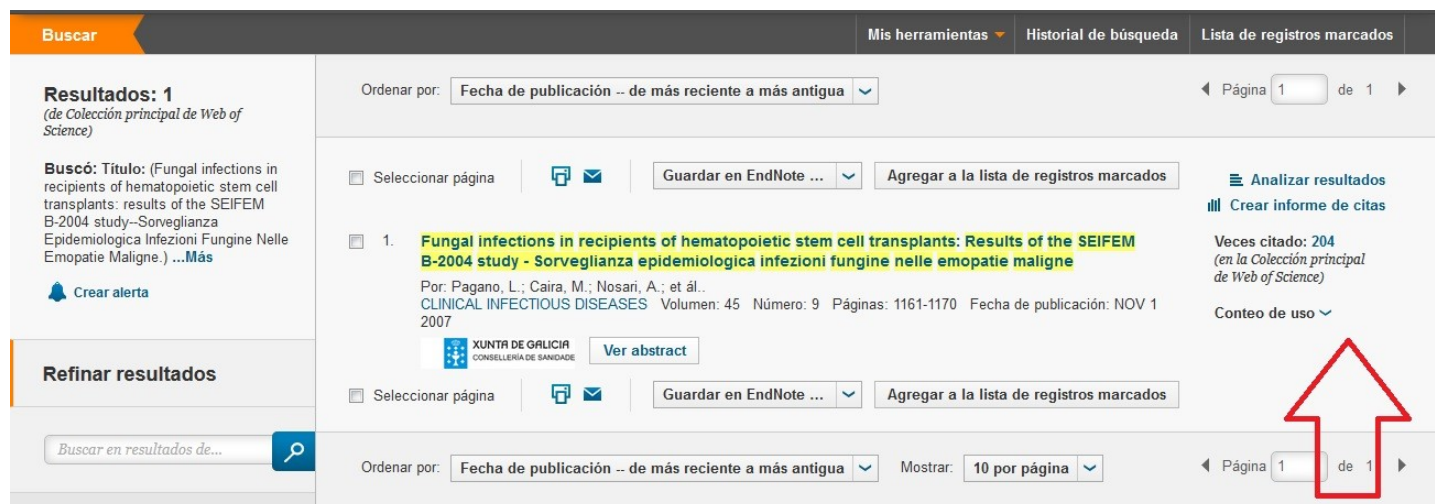 Buscar
Mis herramientas
Historial de búsqueda
Lista de registros marcados
Resultados: 1
(de Colección principal de Web of
Science)
Buscó: Título: (Fungal infections in
recipients of hematopoietic stem cell
transplants: results of the SEIFEM
B-2004 study--Sorveglianza
Epidemiologica Infezioni Fungine Nelle
Emopatie Maligne.) ...Más
Crear alerta
Refinar resultados
Buscar en resultados de...
Ordenar por: Fecha de publicación -- de más reciente a más antigua
Página 1 de 1
Seleccionar página
Guardar en EndNote ...
Agregar a la lista de registros marcados
1. Fungal infections in recipients of hematopoietic stem cell transplants: Results of the SEIFEM
B-2004 study - Sorveglianza epidemiologica infezioni fungine nelle emopatie maligne
Por: Pagano, L.; Caira, M.; Nosari, A.; et ál..
CLINICAL INFECTIOUS DISEASES Volumen: 45 Número: 9 Páginas: 1161-1170 Fecha de publicación: NOV 1
2007
XUNTA DE GALICIA
CONSELLERÍA DE SANIDADE
Ver abstract
Analizar resultados
Crear informe de citas
Veces citado: 204
(en la Colección principal
de Web of Science)
Conteo de uso
Seleccionar página
Guardar en EndNote ...
Agregar a la lista de registros marcados
Ordenar por: Fecha de publicación -- de más reciente a más antigua
Mostrar: 10 por página
Página 1 de 1